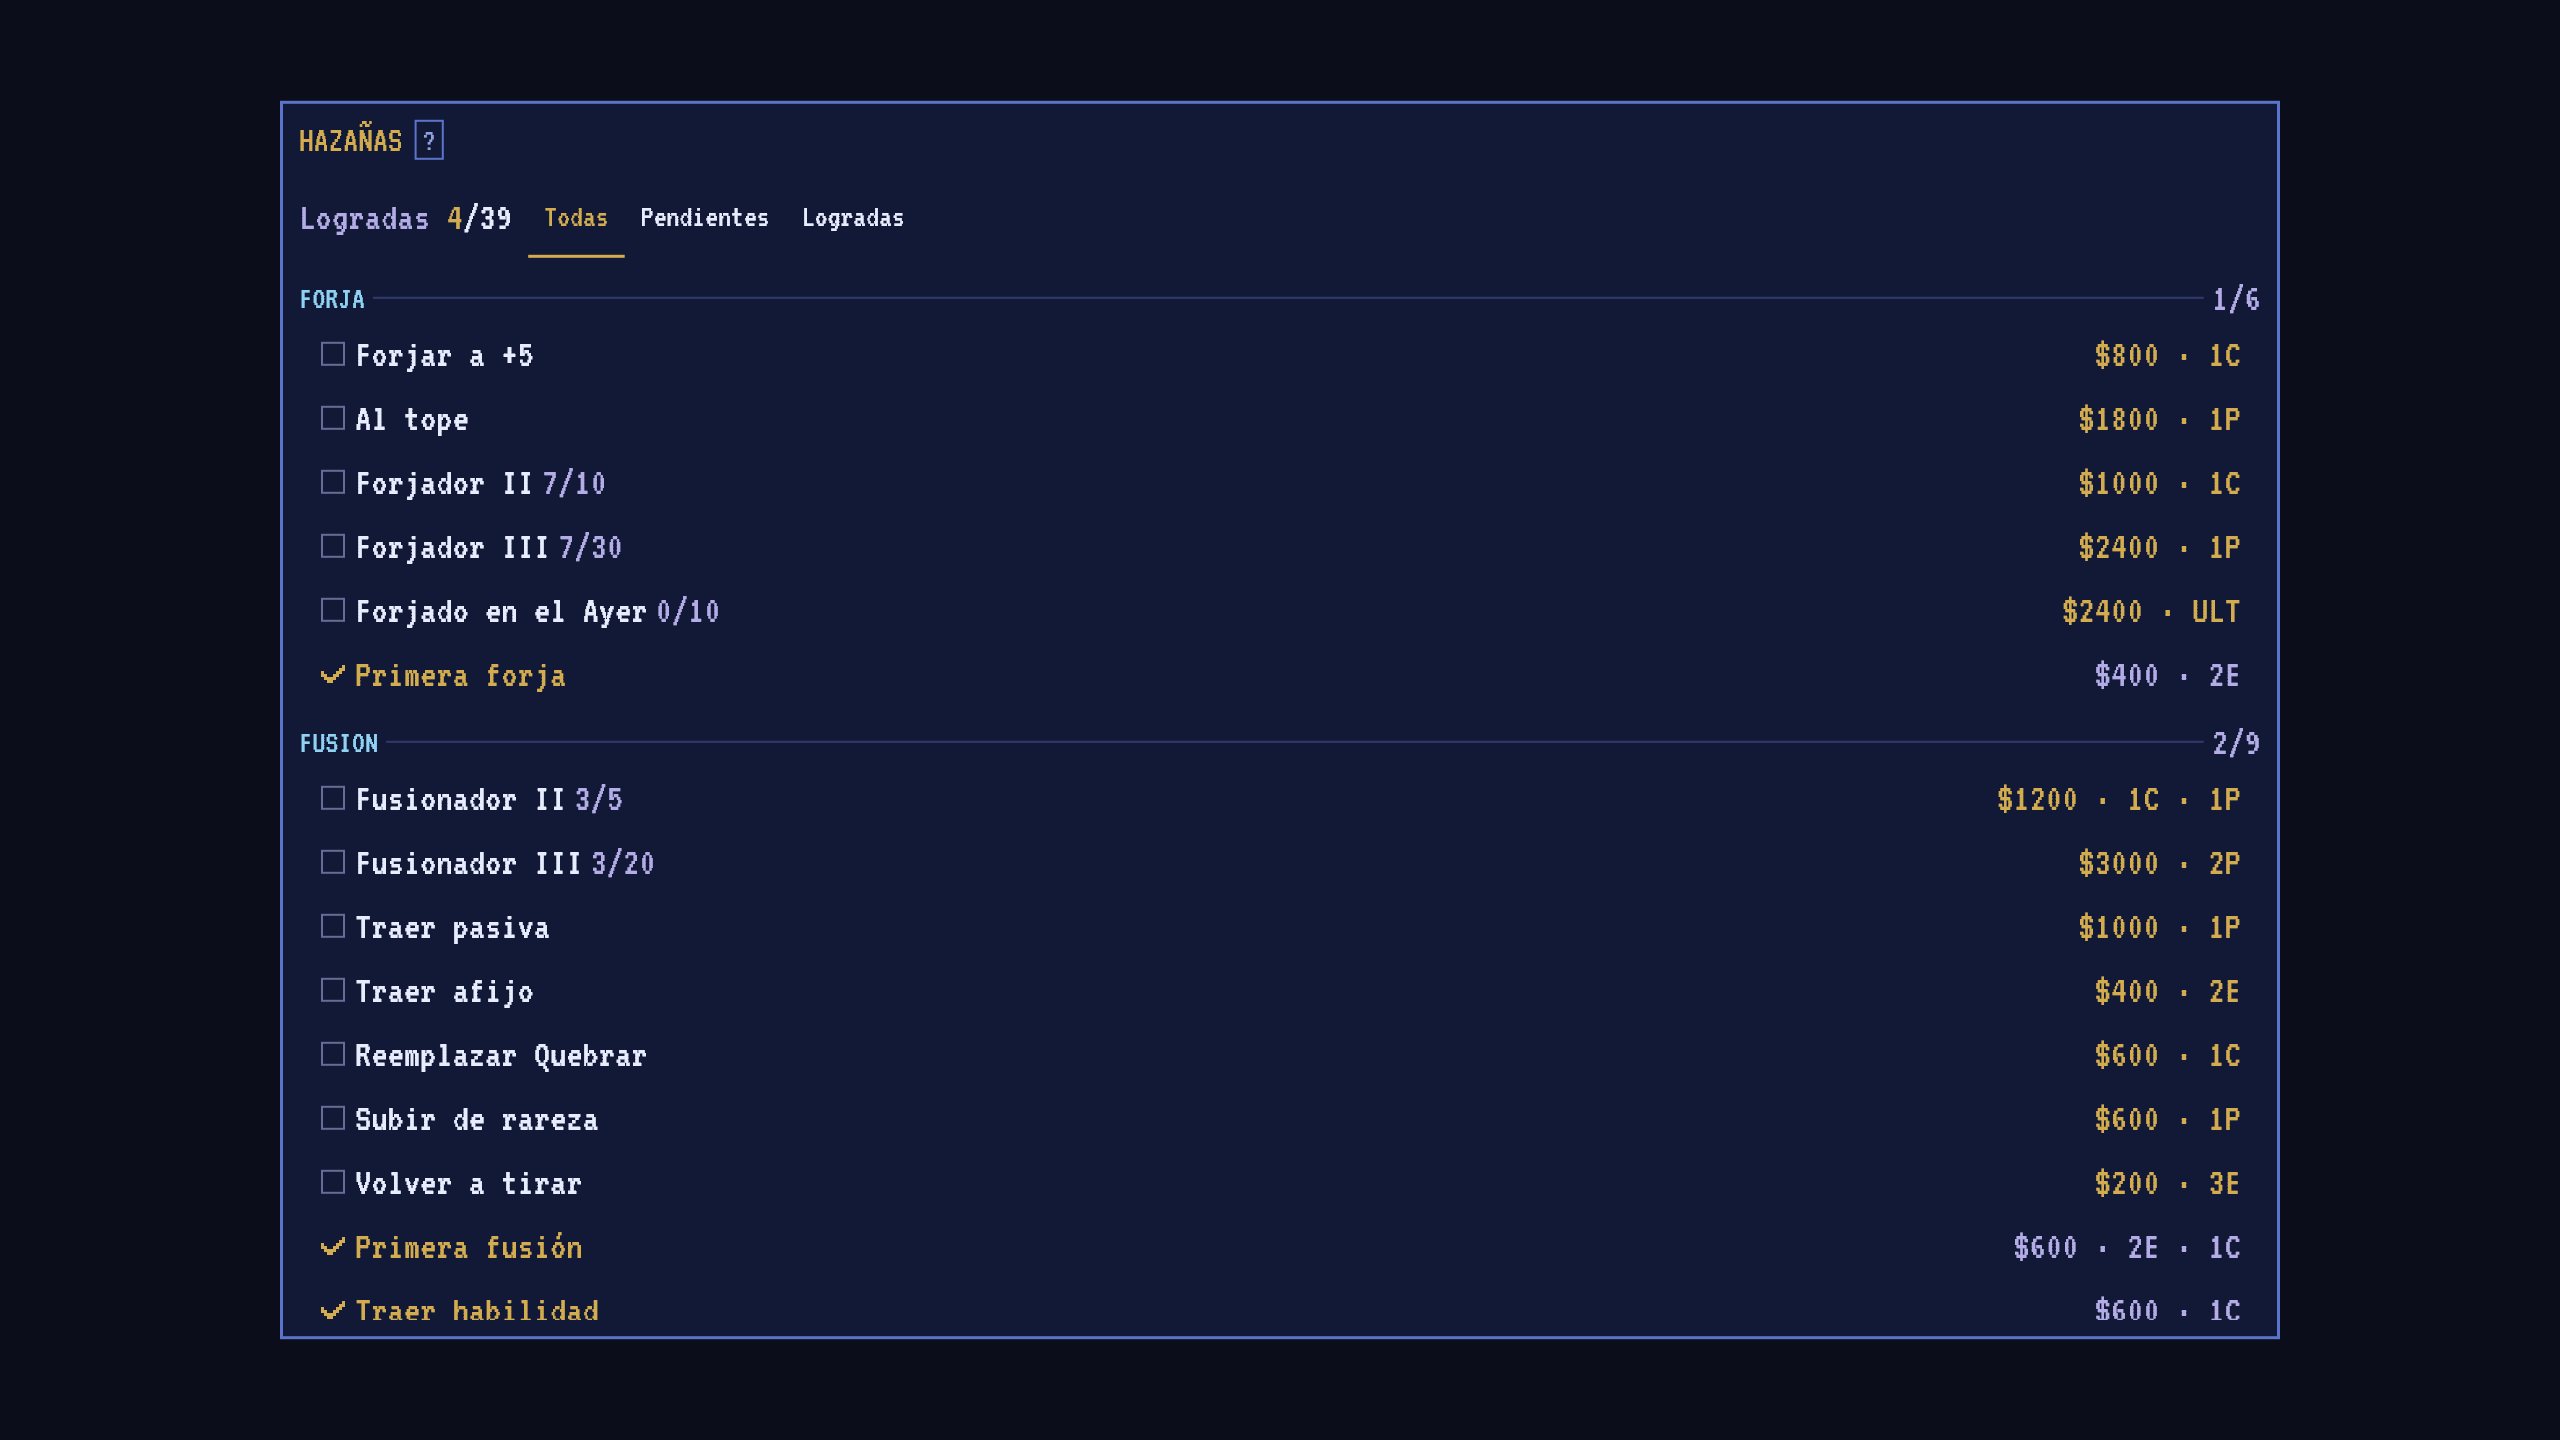 HAZAÑAS ?
Logradas 4/39 Todas Pendientes Logradas
FORJA 1/6
Forjar a +5 $800 · 1C
Al tope $1800 · 1P
Forjador II 7/10 $1000 · 1C
Forjador III 7/30 $2400 · 1P
Forjado en el Ayer 0/10 $2400 · ULT
Primera forja $400 · 2E
FUSION 2/9
Fusionador II 3/5 $1200 · 1C · 1P
Fusionador III 3/20 $3000 · 2P
Traer pasiva $1000 · 1P
Traer afijo $400 · 2E
Reemplazar Quebrar $600 · 1C
Subir de rareza $600 · 1P
Volver a tirar $200 · 3E
Primera fusión $600 · 2E · 1C
Traer habilidad $600 · 1C